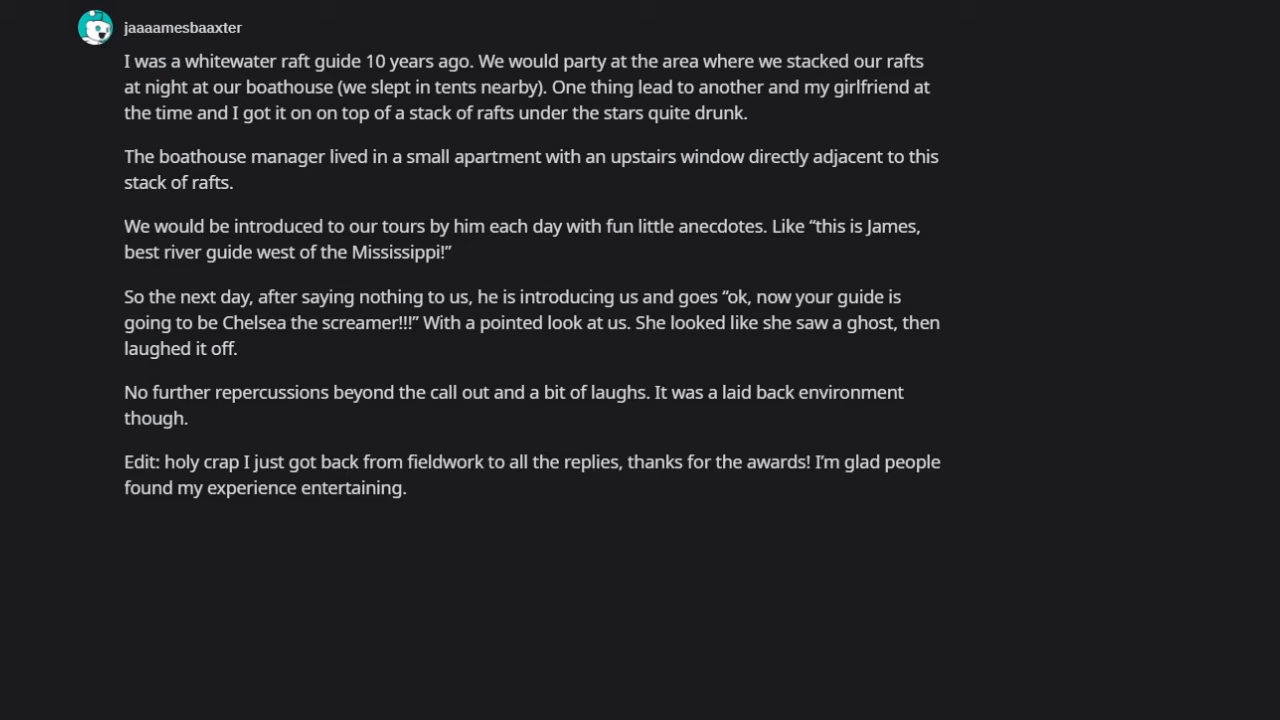 jaaaamesbaaxter
I was a whitewater raft guide 10 years ago. We would party at the area where we stacked our rafts
at night at our boathouse (we slept in tents nearby). One thing lead to another and my girlfriend at
the time and I got it on on top of a stack of rafts under the stars quite drunk.
The boathouse manager lived in a small apartment with an upstairs window directly adjacent to this
stack of rafts.
We would be introduced to our tours by him each day with fun little anecdotes. Like “this is James,
best river guide west of the Mississippi!”
So the next day, after saying nothing to us, he is introducing us and goes “ok, now your guide is
going to be Chelsea the screamer!!!” With a pointed look at us. She looked like she saw a ghost, then
laughed it off.
No further repercussions beyond the call out and a bit of laughs. It was a laid back environment
though.
Edit: holy crap I just got back from fieldwork to all the replies, thanks for the awards! I’m glad people
found my experience entertaining.